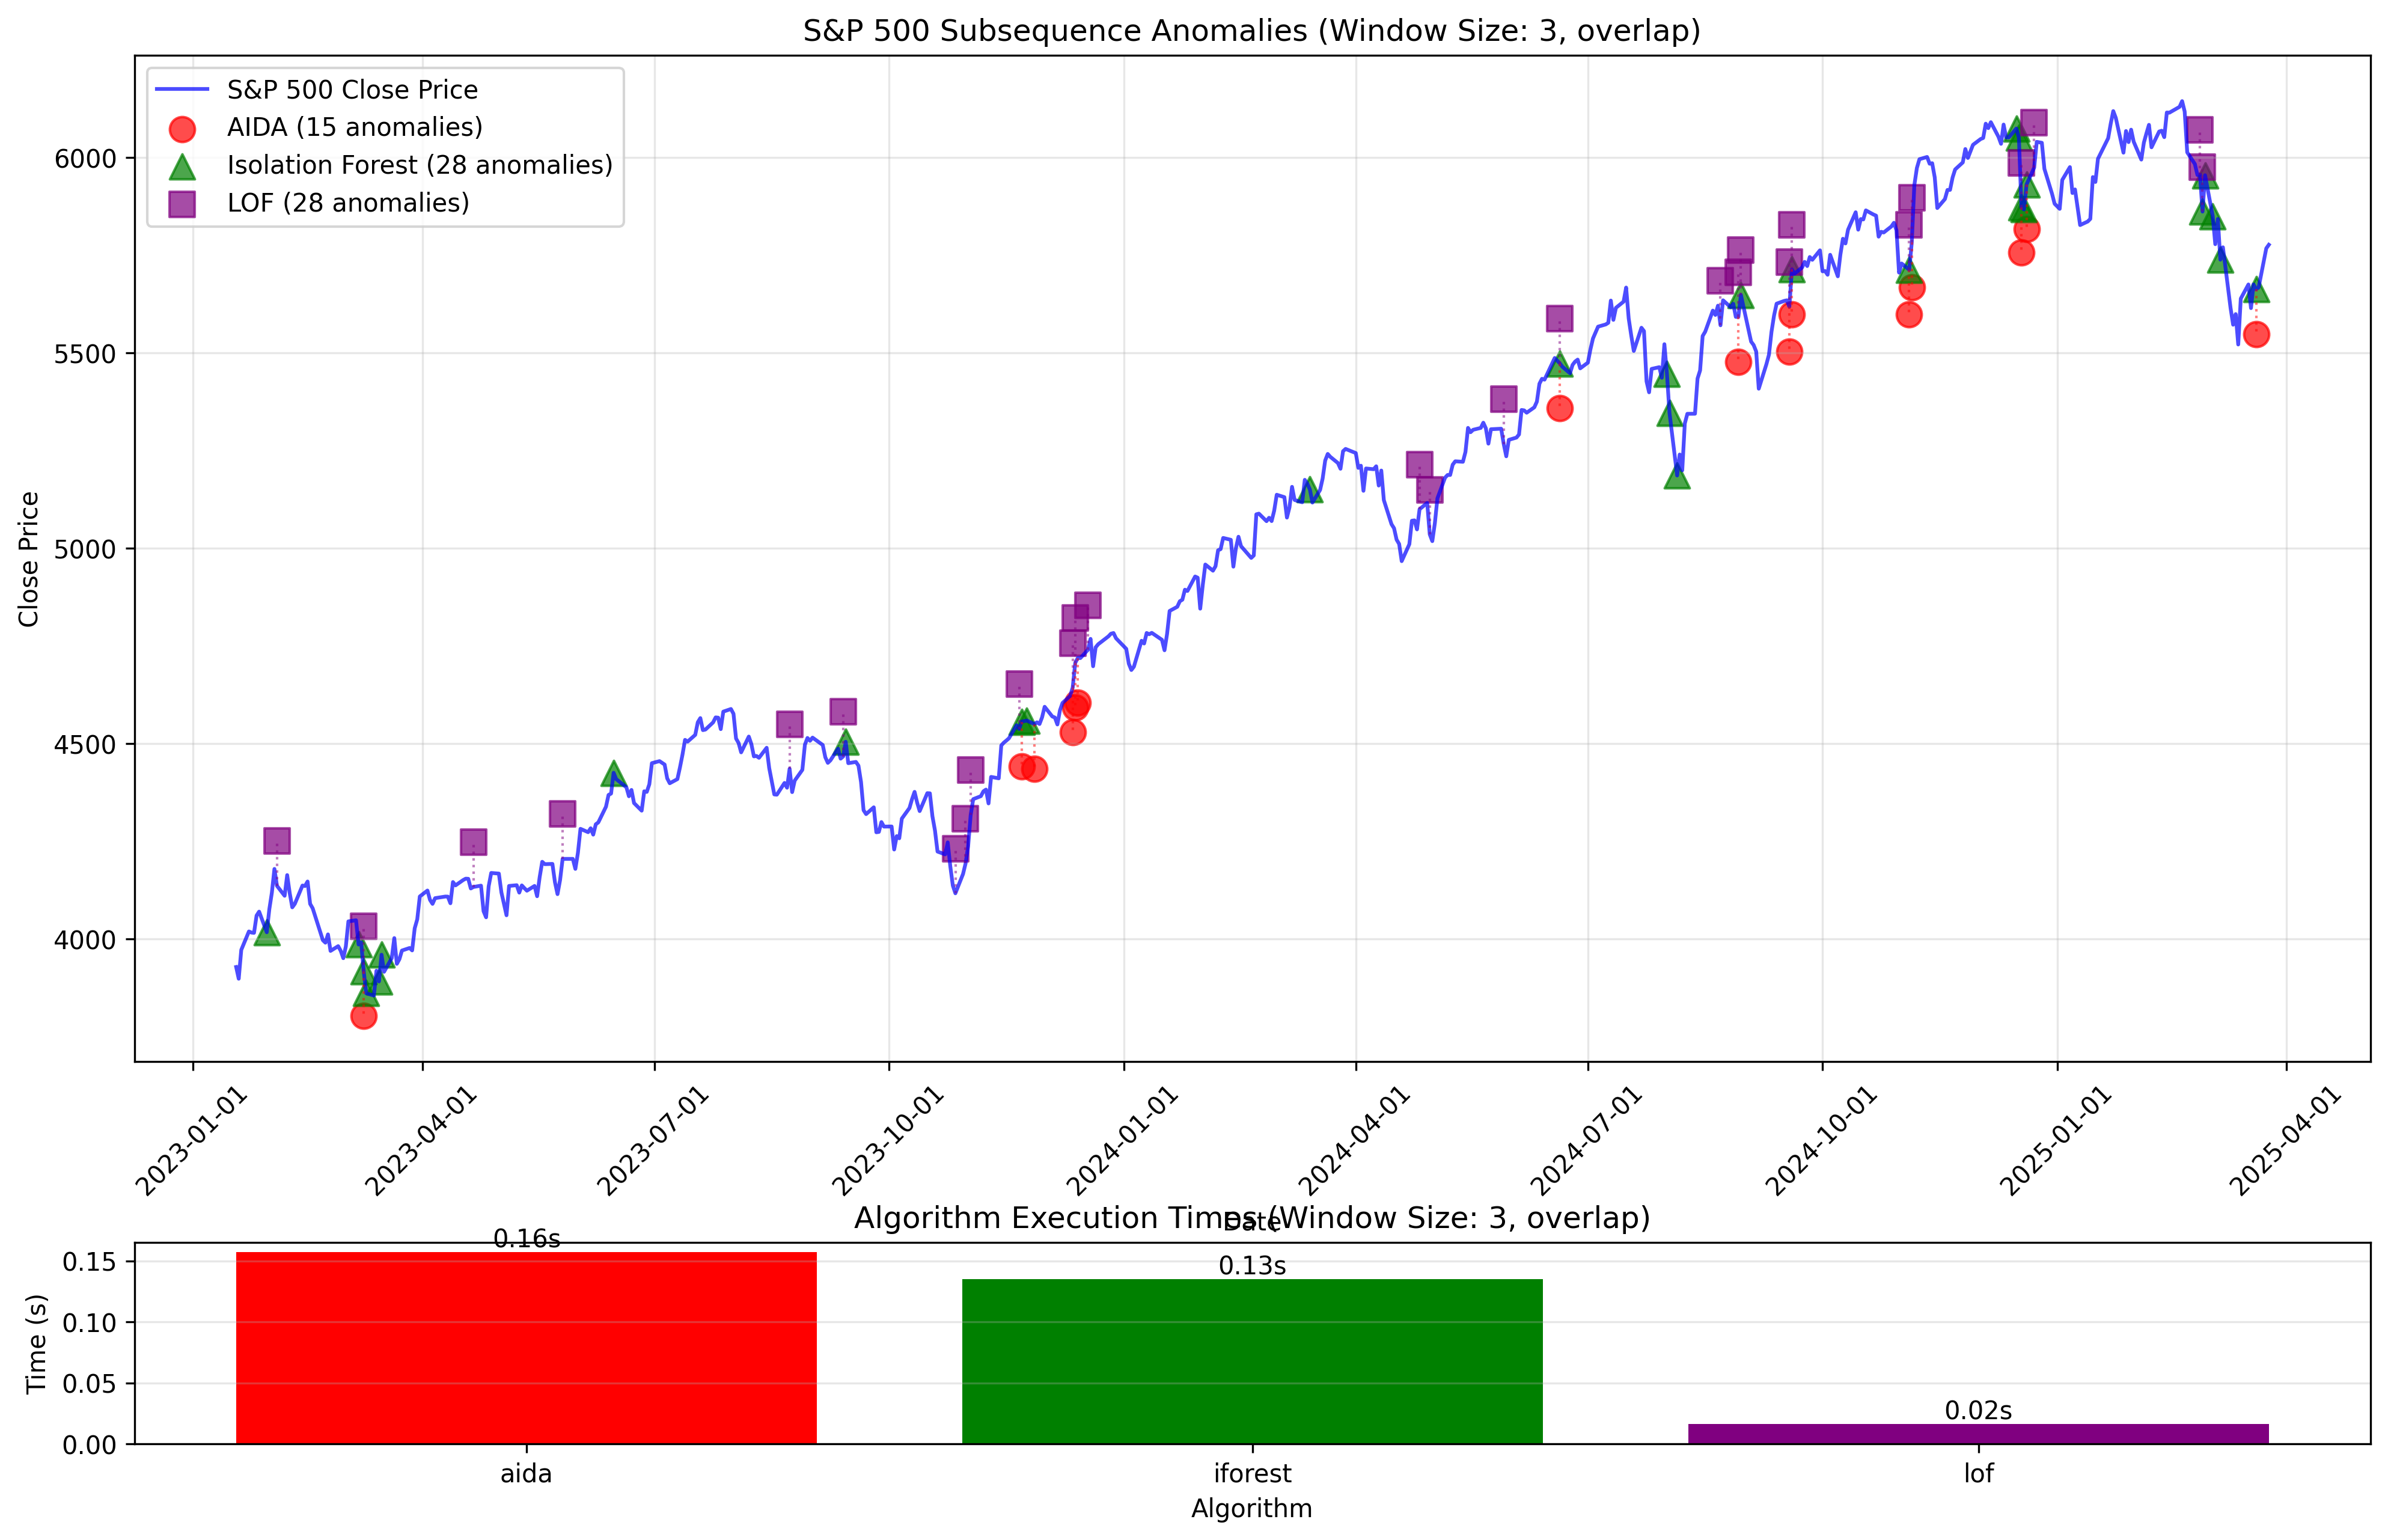 S&P 500 Subsequence Anomalies (Window Size: 3, overlap)
S&P 500 Close Price
AIDA (15 anomalies)
Isolation Forest (28 anomalies)
LOF (28 anomalies)
Close Price
6000
5500
5000
4500
4000
2023-01-01
2023-04-01
2023-07-01
2023-10-01
2024-01-01
2024-04-01
2024-07-01
2024-10-01
2025-01-01
2025-04-01
Date
Algorithm Execution Times (Window Size: 3, overlap)
Time (s)
0.15
0.10
0.05
0.00
0.16s
0.13s
0.02s
aida
iforest
lof
Algorithm